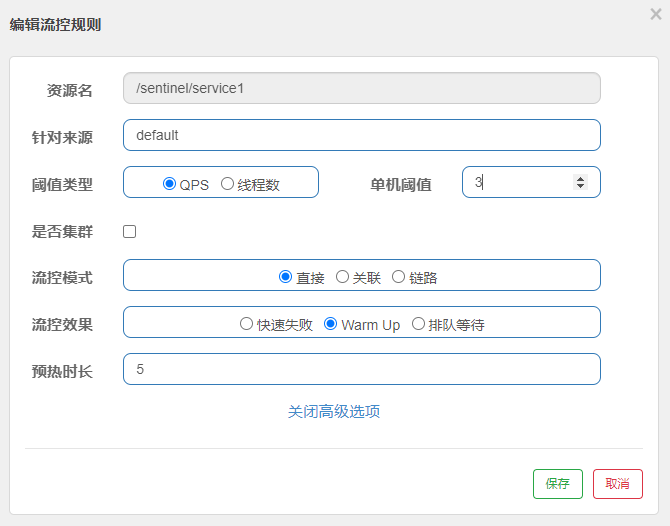 编辑流控规则 ×
资源名 /sentinel/service1
针对来源 default
阈值类型 QPS 线程数 单机阈值 3
是否集群
流控模式 直接 关联 链路
流控效果 快速失败 Warm Up 排队等待
预热时长 5
关闭高级选项
保存 取消